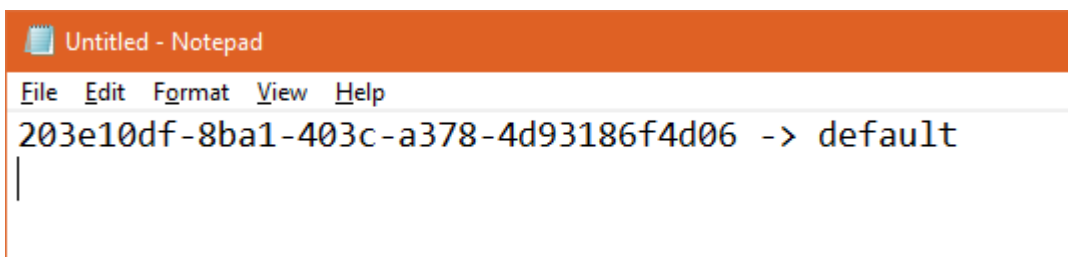 Untitled - Notepad
File Edit Format View Help
203e10df-8ba1-403c-a378-4d93186f4d06 -> default